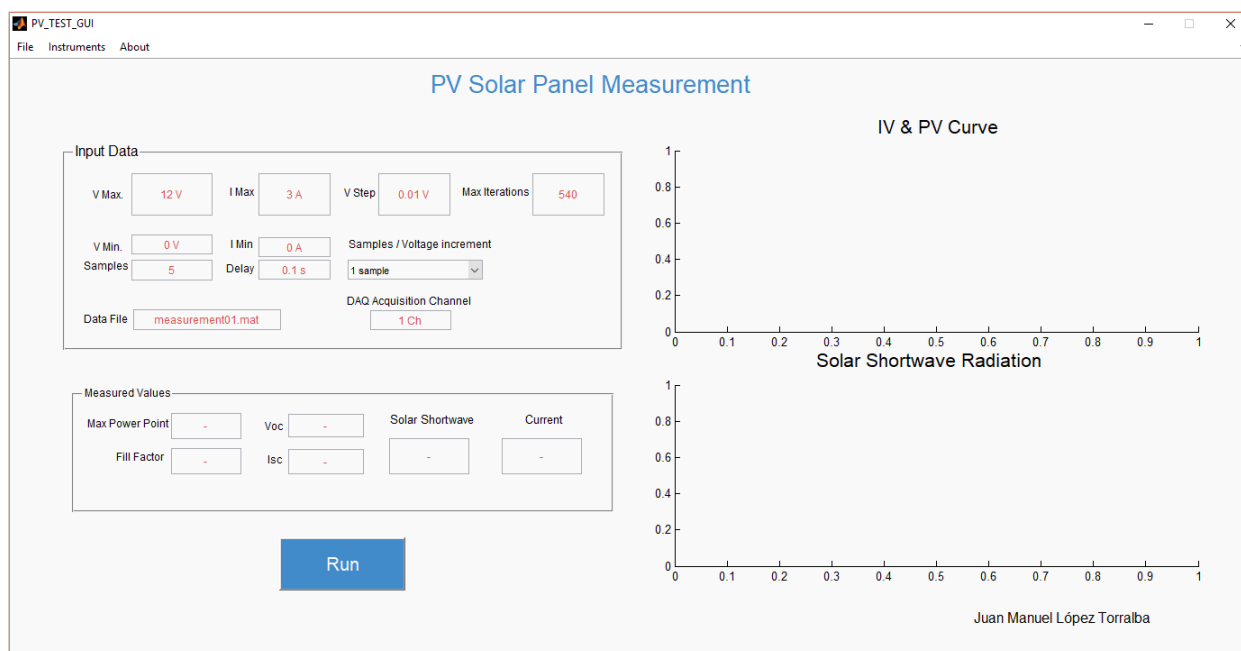 PV_TEST_GUI
File Instruments About
PV Solar Panel Measurement
Input Data
V Max. 12 V I Max 3 A V Step 0.01 V Max Iterations 540
V Min. 0 V I Min 0 A Samples / Voltage increment
Samples 5 Delay 0.1 s 1 sample
DAQ Acquisition Channel
Data File measurement01.mat 1 Ch
Measured Values
Max Power Point - Voc - Solar Shortwave Current
Fill Factor - Isc - - -
Run
IV & PV Curve
1
0.8
0.6
0.4
0.2
0
0 0.1 0.2 0.3 0.4 0.5 0.6 0.7 0.8 0.9 1
Solar Shortwave Radiation
1
0.8
0.6
0.4
0.2
0
0 0.1 0.2 0.3 0.4 0.5 0.6 0.7 0.8 0.9 1
Juan Manuel López Torralba